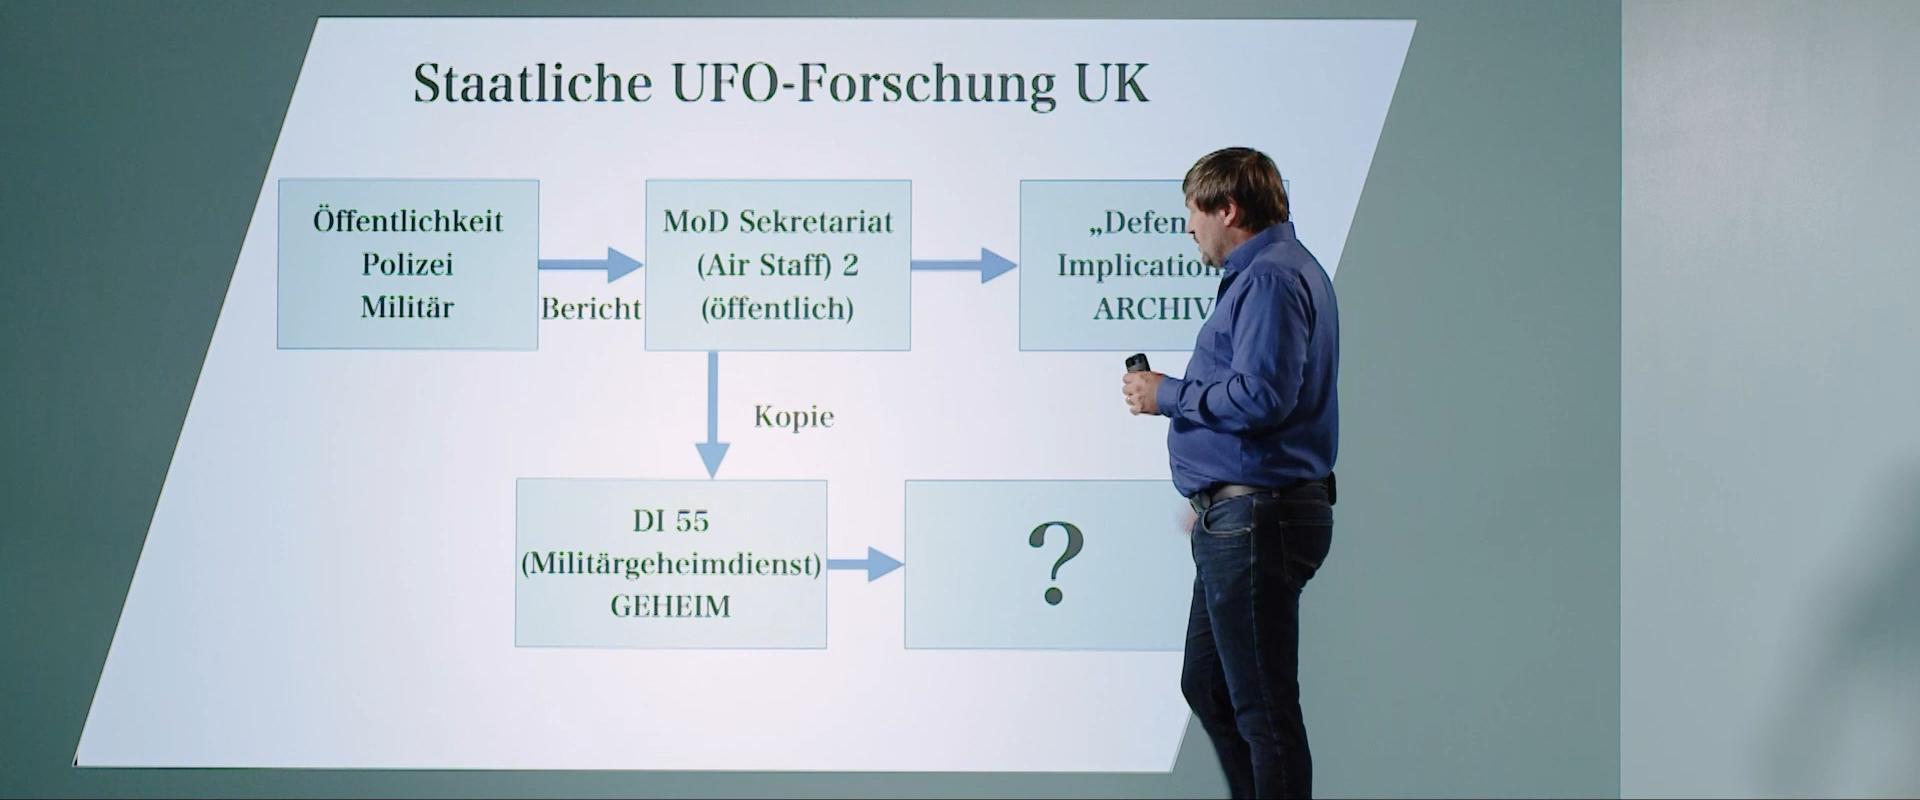 Staatliche UFO-Forschung UK
Öffentlichkeit
Polizei
Militär
Bericht
MoD Sekretariat
(Air Staff) 2
(öffentlich)
ARCHIV
Kopie
DI 55
(Militärgeheimdienst)
GEHEIM
?